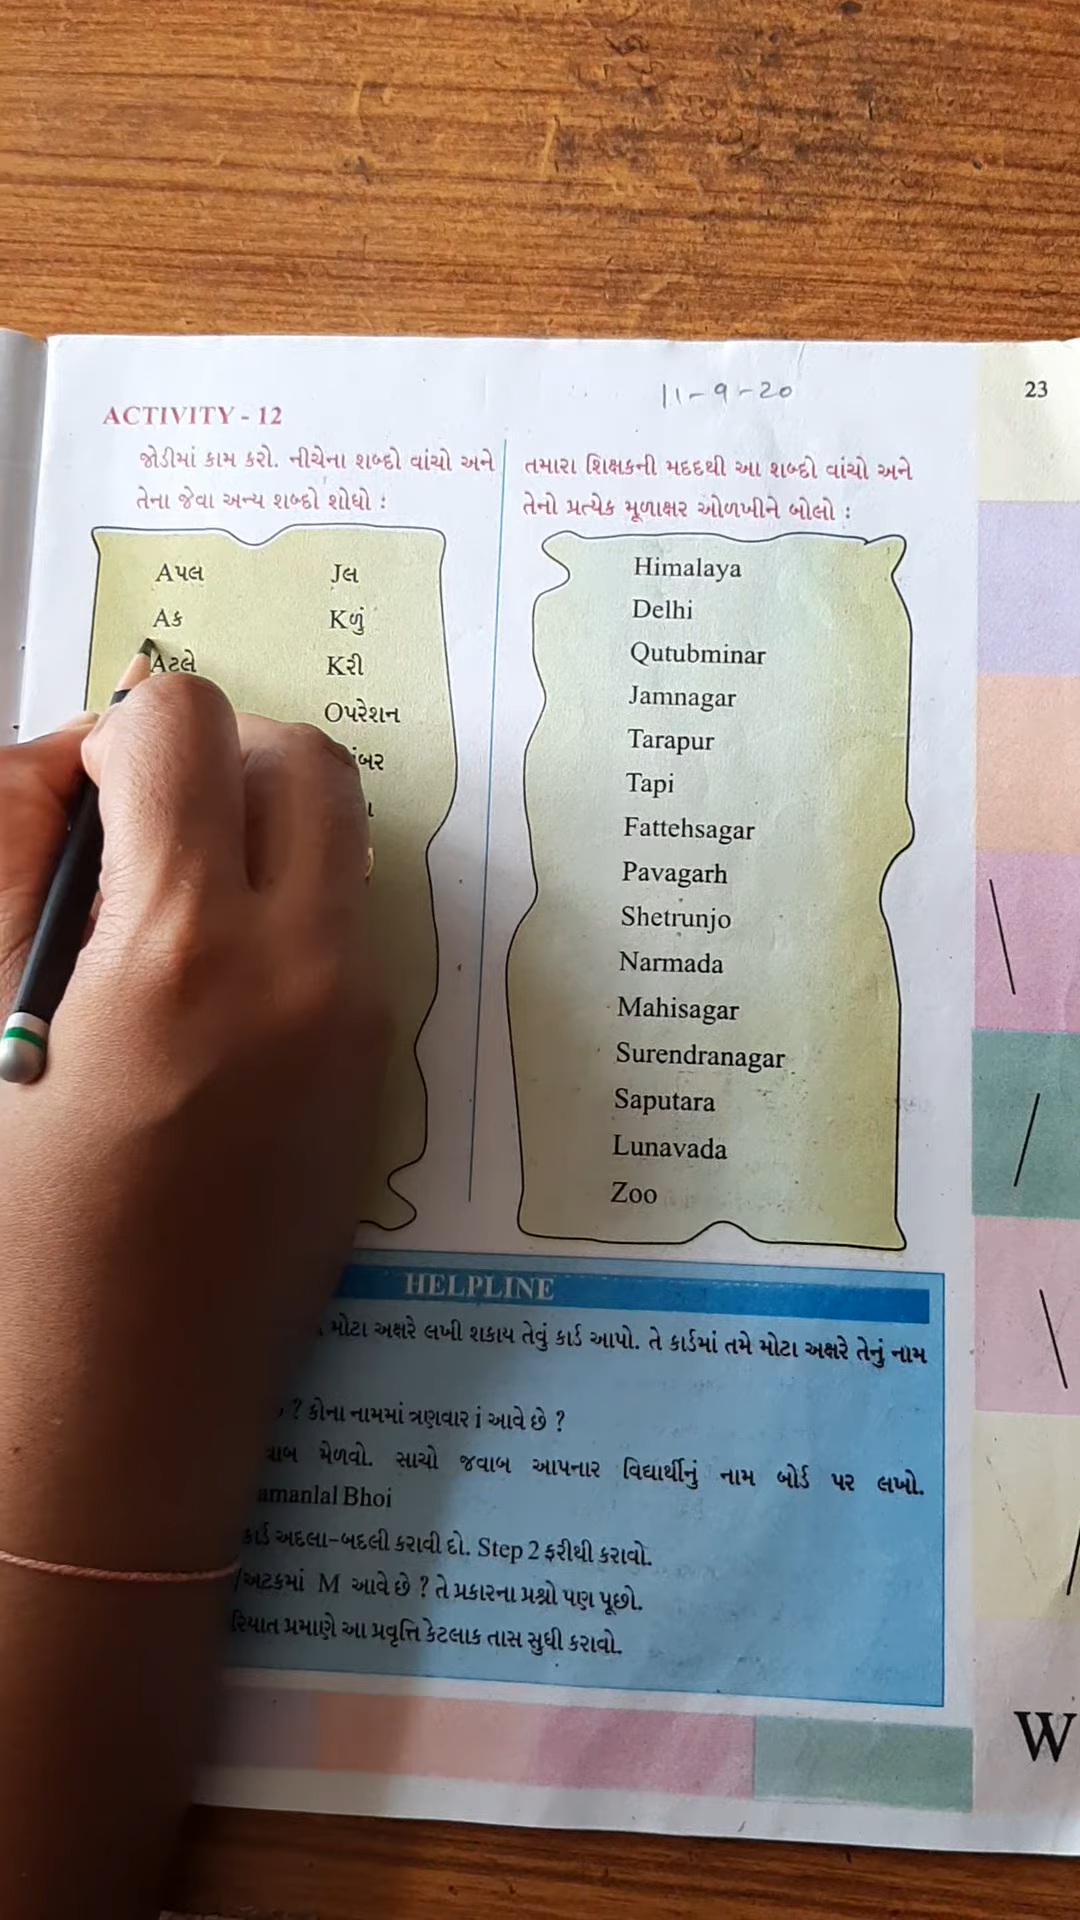 11-9-20
23
ACTIVITY - 12
જોડીમાં કામ કરો. નીચેના શબ્દો વાંચો અને
તેના જેવા અન્ય શબ્દો શોધો :
Aપલ
Jલ
Aક
Kળું
Aટલે
Kરી
Oપરેશન
તમારા શિક્ષકની મદદથી આ શબ્દો વાંચો અને
તેનો પ્રત્યેક મૂળાક્ષર ઓળખીને બોલો :
Himalaya
Delhi
Qutubminar
Jamnagar
Tarapur
Tapi
Fattehsagar
Pavagarh
Shetrunjo
Narmada
Mahisagar
Surendranagar
Saputara
Lunavada
Zoo
HELPLINE
મોટા અક્ષરે લખી શકાય તેવું કાર્ડ આપો. તે કાર્ડમાં તમે મોટા અક્ષરે તેનું નામ
? કોના નામમાં ત્રણવાર i આવે છે ?
મેળવો. સાચો જવાબ આપનાર વિદ્યાર્થીનું નામ બોર્ડ પર લખો.
amanlal Bhoi
કાર્ડ અદલા-બદલી કરાવી દો. Step 2 ફરીથી કરાવો.
/અટકમાં M આવે છે ? તે પ્રકારના પ્રશ્નો પણ પૂછો.
પ્રમાણે આ પ્રવૃત્તિ કેટલાક તાસ સુધી કરાવો.
W